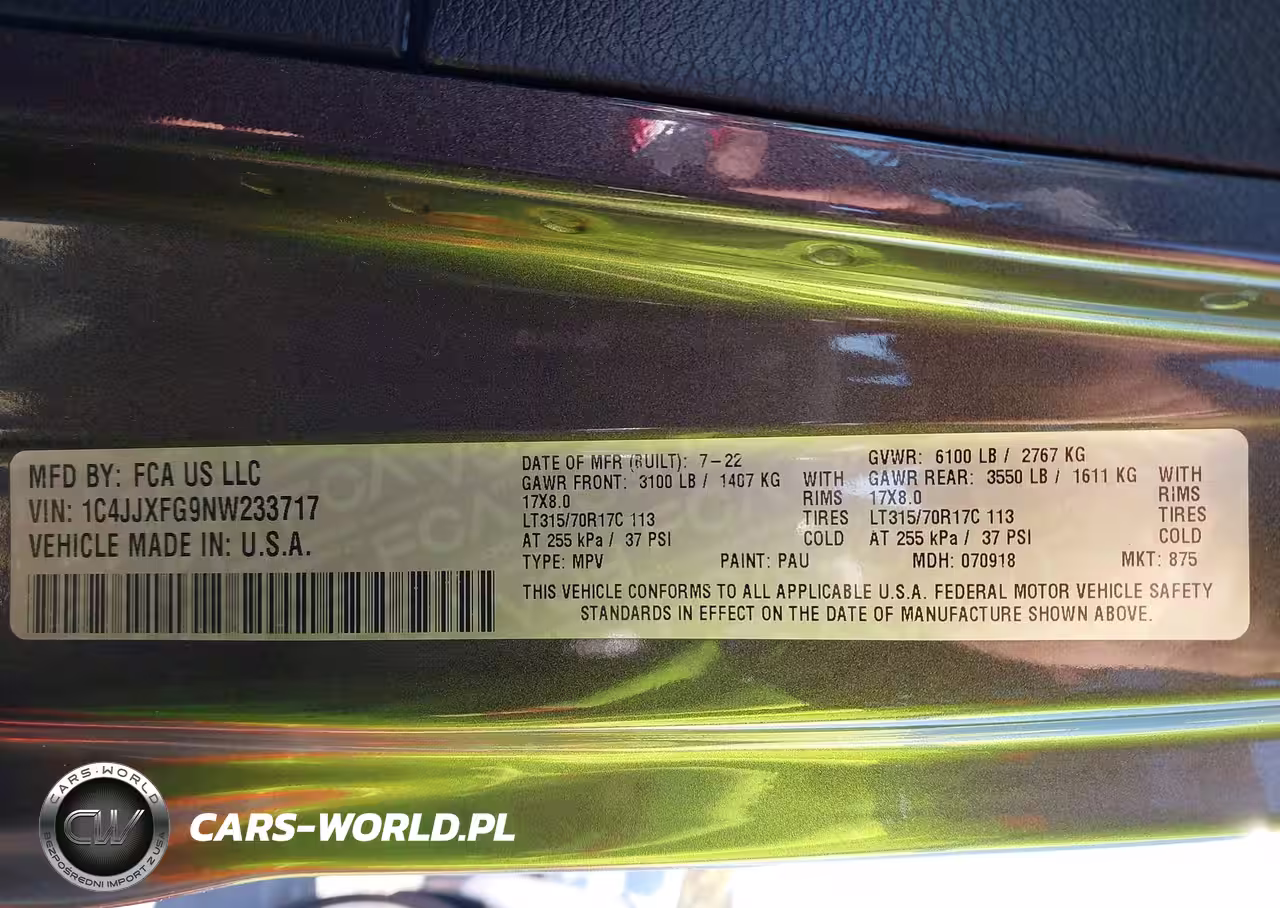 MFD BY: FCA US LLC
VIN: 1C4JJXFG9NW233717
VEHICLE MADE IN: U.S.A.
DATE OF MFR (BUILT): 7-22
GAWR FRONT: 3100 LB / 1407 KG WITH
17X8.0 RIMS
LT315/70R17C 113 TIRES
AT 255 kPa / 37 PSI COLD
GVWR: 6100 LB / 2767 KG
GAWR REAR: 3550 LB / 1611 KG WITH
17X8.0 RIMS
LT315/70R17C 113 TIRES
AT 255 kPa / 37 PSI COLD
TYPE: MPV PAINT: PAU MDH: 070918 MKT: 875
THIS VEHICLE CONFORMS TO ALL APPLICABLE U.S.A. FEDERAL MOTOR VEHICLE SAFETY
STANDARDS IN EFFECT ON THE DATE OF MANUFACTURE SHOWN ABOVE.
CARS-WORLD
CW
BEZPOŚREDNI IMPORT Z USA
CARS-WORLD.PL